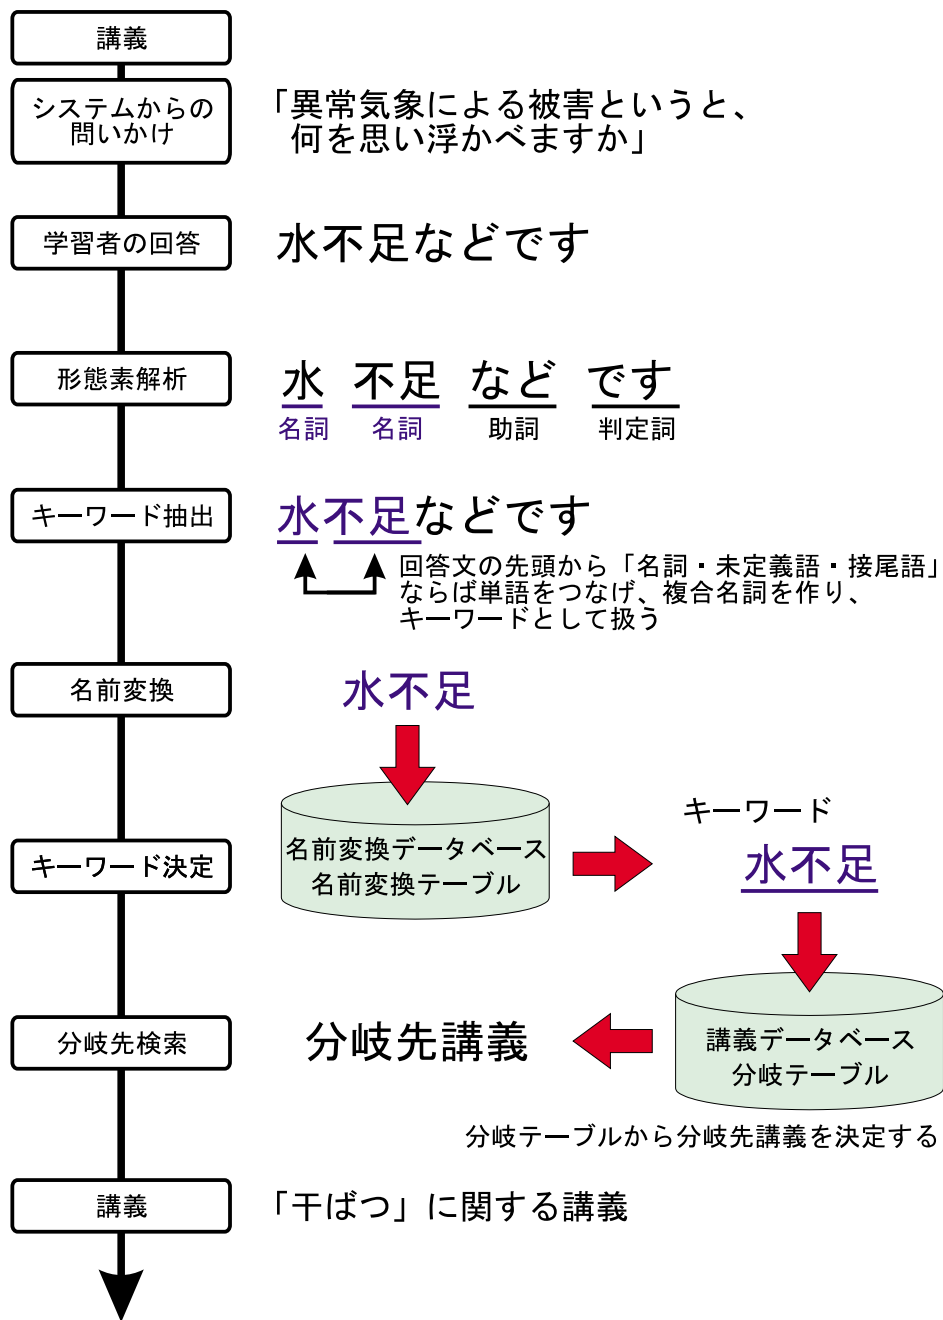 講義
システムからの
問いかけ
「異常気象による被害というと、
何を思い浮かべますか」
学習者の回答
水不足などです
形態素解析
水 不足 など です
名詞 名詞 助詞 判定詞
キーワード抽出
水不足などです
回答文の先頭から「名詞・未定義語・接尾語」
ならば単語をつなげ、複合名詞を作り、
キーワードとして扱う
名前変換
水不足
名前変換データベース
名前変換テーブル
キーワード決定
キーワード
水不足
分岐先検索
分岐先講義
講義データベース
分岐テーブル
分岐テーブルから分岐先講義を決定する
講義
「干ばつ」に関する講義